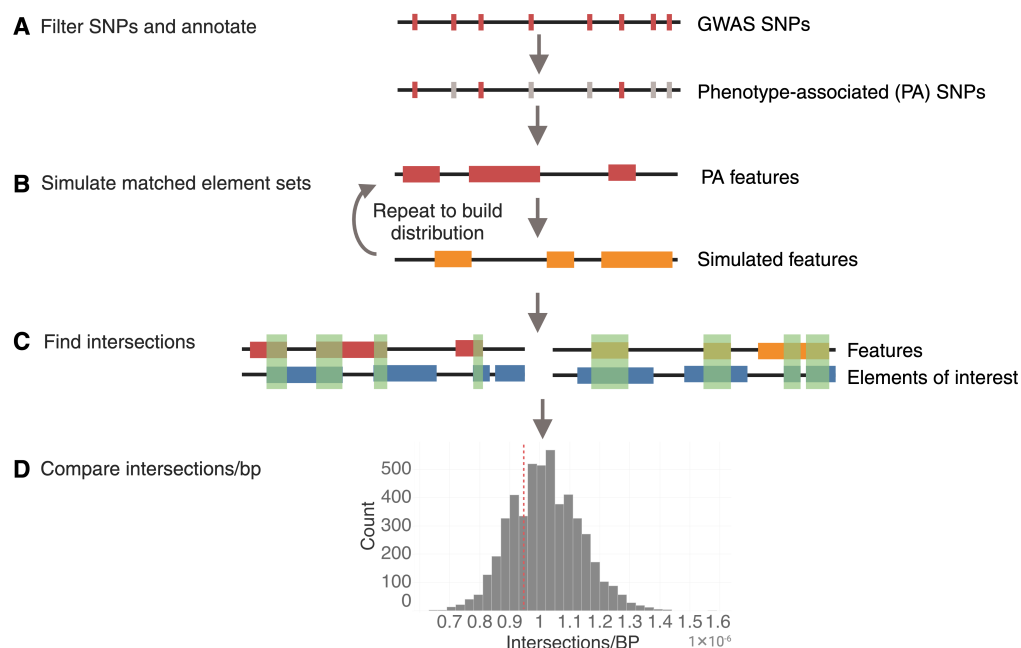 A Filter SNPs and annotate
GWAS SNPs
Phenotype-associated (PA) SNPs
B Simulate matched element sets
PA features
Repeat to build
distribution
Simulated features
C Find intersections
Features
Elements of interest
D Compare intersections/bp
Count
500
400
300
200
100
0
0.7 0.8 0.9 1 1.1 1.2 1.3 1.4 1.5 1.6
Intersections/BP
1×10⁻⁶